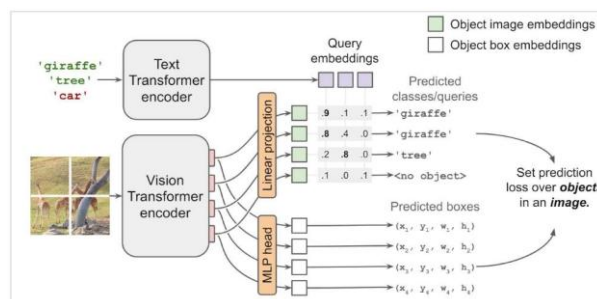 Object image embeddings
Object box embeddings
Query
embeddings
Predicted
classes/queries
'giraffe'
'tree'
'car'
Text
Transformer
encoder
Linear projection
.9 .1 .1
'giraffe'
.8 .4 .0
'giraffe'
.2 .8 .0
'tree'
.1 .0 .1
<no object>
Vision
Transformer
encoder
Set prediction
loss over object
in an image.
Predicted boxes
MLP head
(x₁, y₁, w₁, h₁)
(x₂, y₂, w₂, h₂)
(x₃, y₃, w₃, h₃)
(x₄, y₄, w₄, h₄)